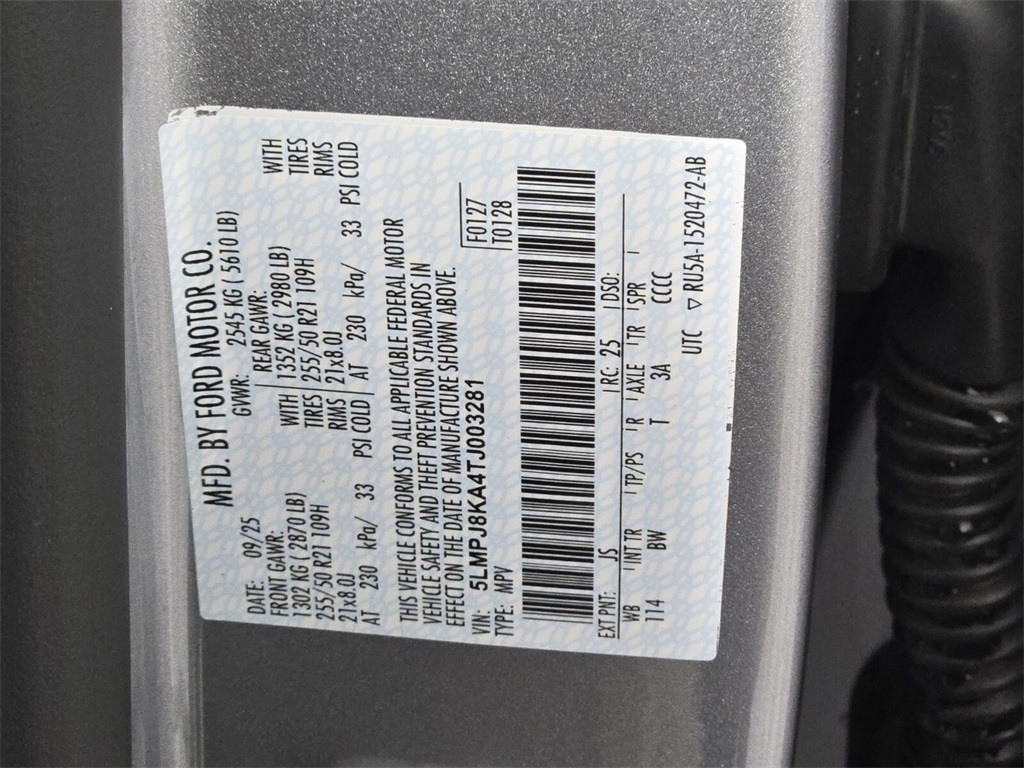 MFD. BY FORD MOTOR CO.
DATE: 09/25 GVWR: 2545 KG ( 5610 LB)
FRONT GAWR: REAR GAWR:
1302 KG ( 2870 LB) WITH 1352 KG ( 2980 LB) WITH
255/50 R21 109H TIRES 255/50 R21 109H TIRES
21x8.0J RIMS 21x8.0J RIMS
AT 230 kPa/ 33 PSI COLD AT 230 kPa/ 33 PSI COLD
THIS VEHICLE CONFORMS TO ALL APPLICABLE FEDERAL MOTOR
VEHICLE SAFETY AND THEFT PREVENTION STANDARDS IN
EFFECT ON THE DATE OF MANUFACTURE SHOWN ABOVE.
VIN: 5LMPJ8KA4TJ003281 F0127
TYPE: MPV T0128
EXT PNT: JS RC: 25 DSO:
WB INT TR TP/PS R AXLE TR SPR
114 BW T 3A CCCC
UTC ▽ RU5A-1520472-AB